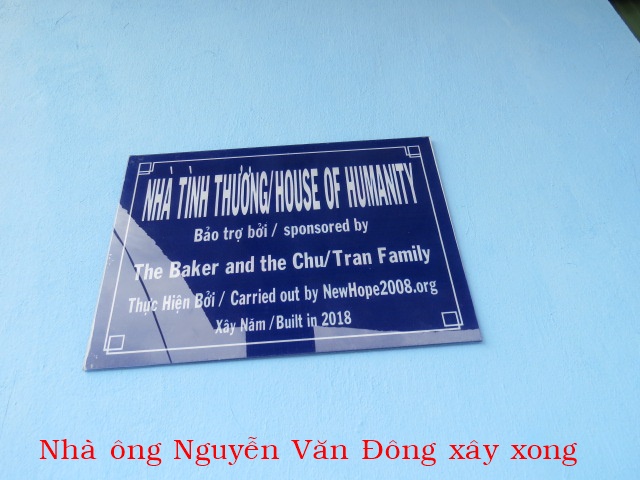 NHÀ TÌNH THƯƠNG/HOUSE OF HUMANITY
Bảo trợ bởi / sponsored by
The Baker and the Chu/Tran Family
Thực Hiện Bởi / Carried out by NewHope2008.org
Xây Năm /Built in 2018
Nhà ông Nguyễn Văn Đông xây xong